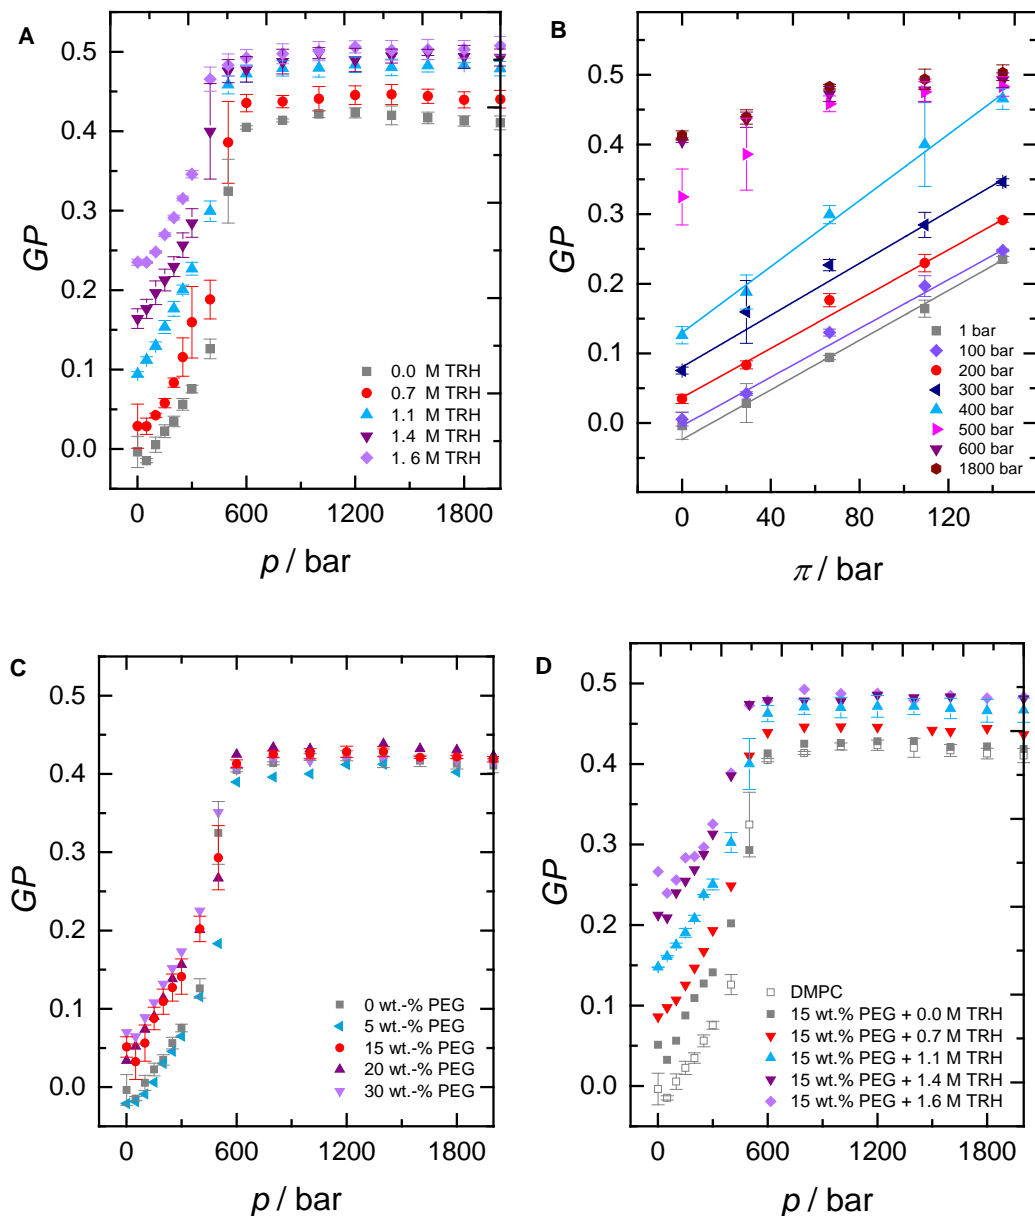 A
0.5
0.4
0.3
0.2
0.1
0.0
GP
0.0 M TRH
0.7 M TRH
1.1 M TRH
1.4 M TRH
1. 6 M TRH
0 600 1200 1800
p / bar
B
0.5
0.4
0.3
0.2
0.1
0.0
GP
1 bar
100 bar
200 bar
300 bar
400 bar
500 bar
600 bar
1800 bar
0 40 80 120
π / bar
C
0.5
0.4
0.3
0.2
0.1
0.0
GP
0 wt.-% PEG
5 wt.-% PEG
15 wt.-% PEG
20 wt.-% PEG
30 wt.-% PEG
0 600 1200 1800
p / bar
D
0.5
0.4
0.3
0.2
0.1
0.0
GP
DMPC
15 wt.% PEG + 0.0 M TRH
15 wt.% PEG + 0.7 M TRH
15 wt.% PEG + 1.1 M TRH
15 wt.% PEG + 1.4 M TRH
15 wt.% PEG + 1.6 M TRH
0 600 1200 1800
p / bar